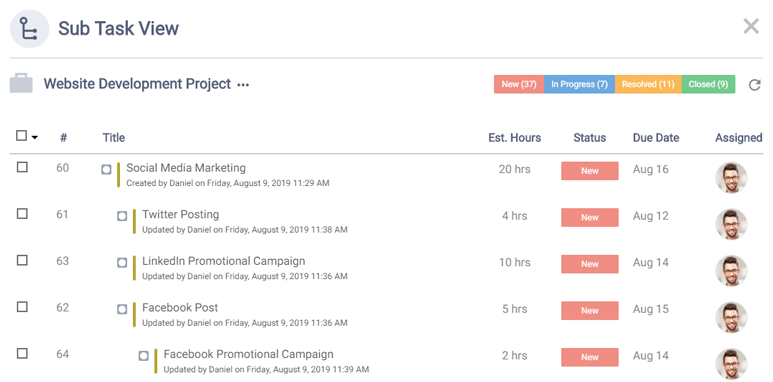 Sub Task View
Website Development Project ...
New (37) In Progress (7) Resolved (11) Closed (9)
# Title Est. Hours Status Due Date Assigned
60 Social Media Marketing 20 hrs New Aug 16
Created by Daniel on Friday, August 9, 2019 11:29 AM
61 Twitter Posting 4 hrs New Aug 12
Updated by Daniel on Friday, August 9, 2019 11:38 AM
63 LinkedIn Promotional Campaign 10 hrs New Aug 14
Updated by Daniel on Friday, August 9, 2019 11:36 AM
62 Facebook Post 5 hrs New Aug 15
Updated by Daniel on Friday, August 9, 2019 11:36 AM
64 Facebook Promotional Campaign 2 hrs New Aug 14
Updated by Daniel on Friday, August 9, 2019 11:39 AM